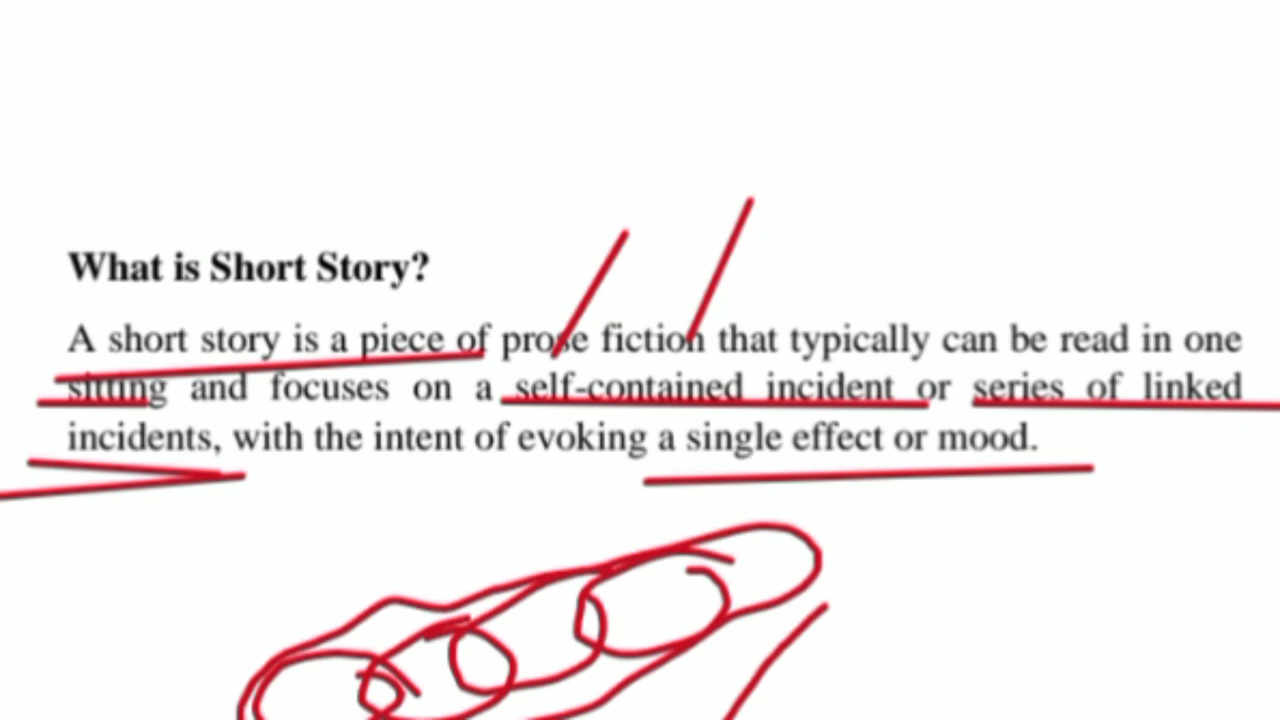 What is Short Story?
A short story is a piece of prose fiction that typically can be read in one
sitting and focuses on a self-contained incident or series of linked
incidents, with the intent of evoking a single effect or mood.